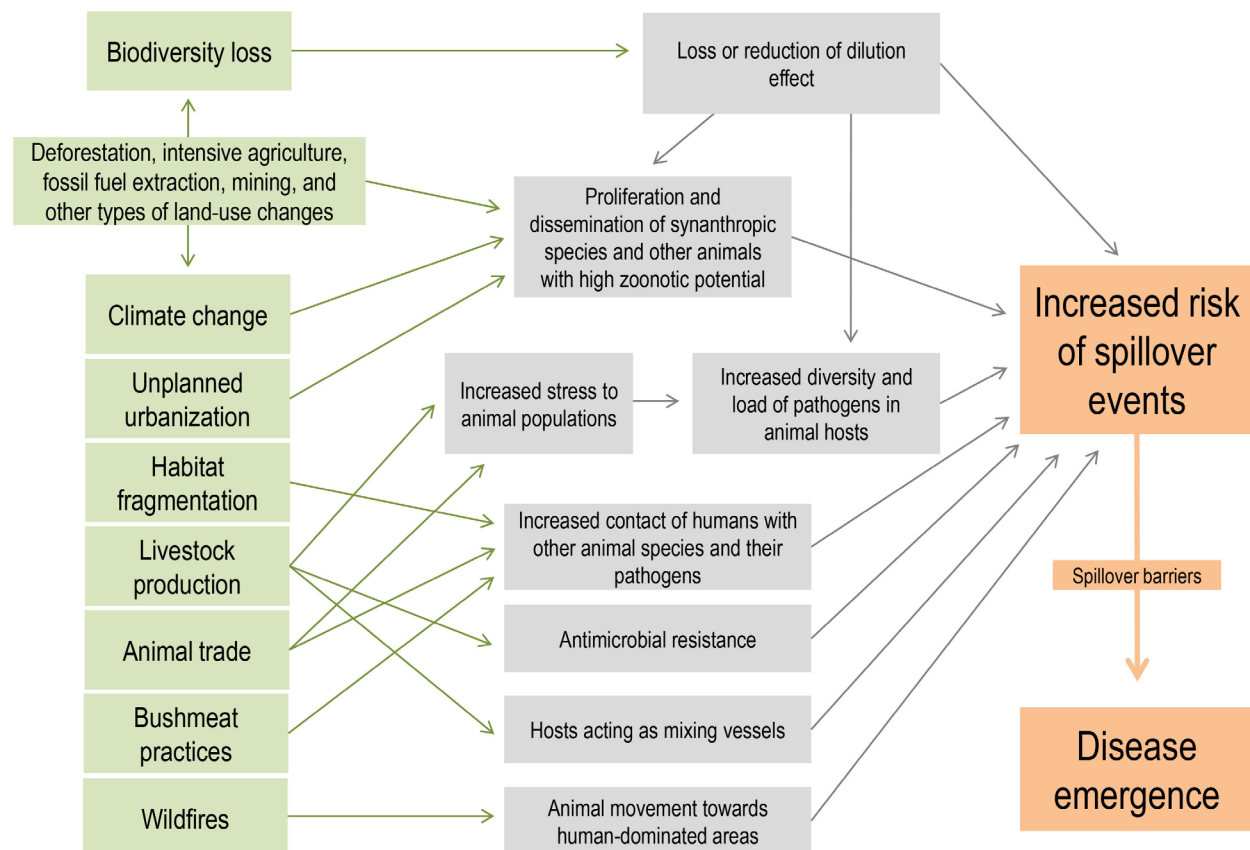 Biodiversity loss
Loss or reduction of dilution
effect
Deforestation, intensive agriculture,
fossil fuel extraction, mining, and
other types of land-use changes
Proliferation and
dissemination of synanthropic
species and other animals
with high zoonotic potential
Climate change
Increased risk
of spillover
events
Unplanned
urbanization
Increased stress to
animal populations
Increased diversity and
load of pathogens in
animal hosts
Habitat
fragmentation
Increased contact of humans with
other animal species and their
pathogens
Livestock
production
Spillover barriers
Animal trade
Antimicrobial resistance
Bushmeat
practices
Hosts acting as mixing vessels
Disease
emergence
Wildfires
Animal movement towards
human-dominated areas